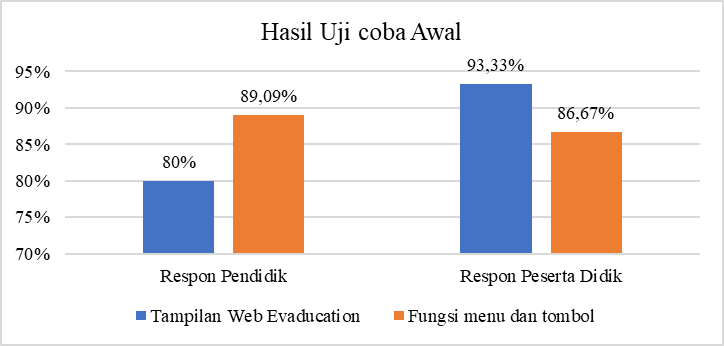 Hasil Uji coba Awal
95%
90%
85%
80%
75%
70%
80%
89,09%
93,33%
86,67%
Respon Pendidik
Respon Peserta Didik
Tampilan Web Evaducation
Fungsi menu dan tombol